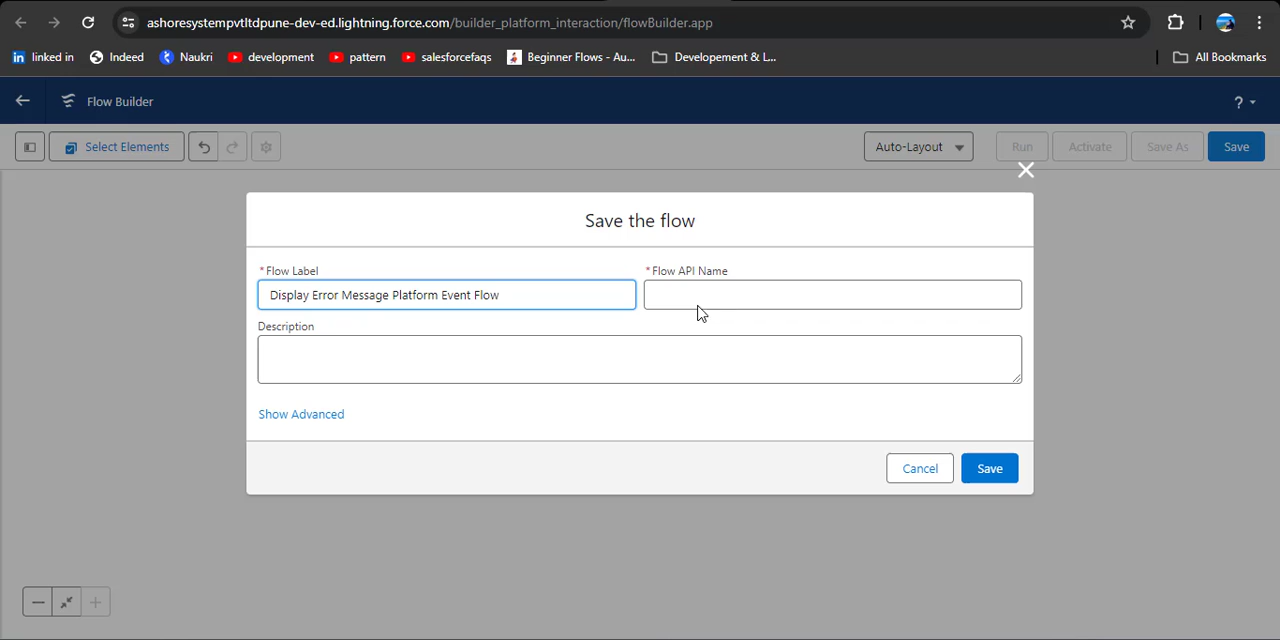 ashoresystempvtltdpune-dev-ed.lightning.force.com/builder_platform_interaction/flowBuilder.app
linked in Indeed Naukri development pattern salesforcefaqs Beginner Flows - Au... Developement & L... All Bookmarks
Flow Builder ?
Select Elements Auto-Layout Run Activate Save As Save
Save the flow
*Flow Label *Flow API Name
Display Error Message Platform Event Flow
Description
Show Advanced
Cancel Save